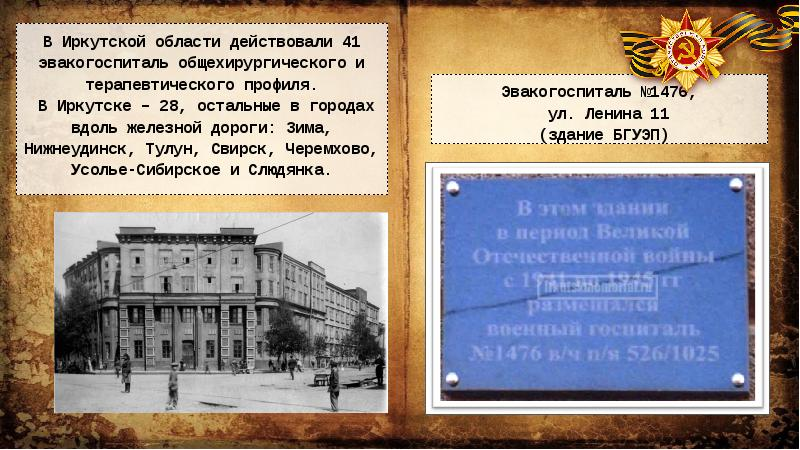 В Иркутской области действовали 41
эвакогоспиталь общехирургического и
терапевтического профиля.
В Иркутске – 28, остальные в городах
вдоль железной дороги: Зима,
Нижнеудинск, Тулун, Свирск, Черемхово,
Усолье-Сибирское и Слюдянка.
Эвакогоспиталь №1476,
ул. Ленина 11
(здание БГУЭП)
В этом здании
в период Великой
Отечественной войны
с 1941 по 1945 гг
размещался
военный госпиталь
№1476 в/ч п/я 526/1025